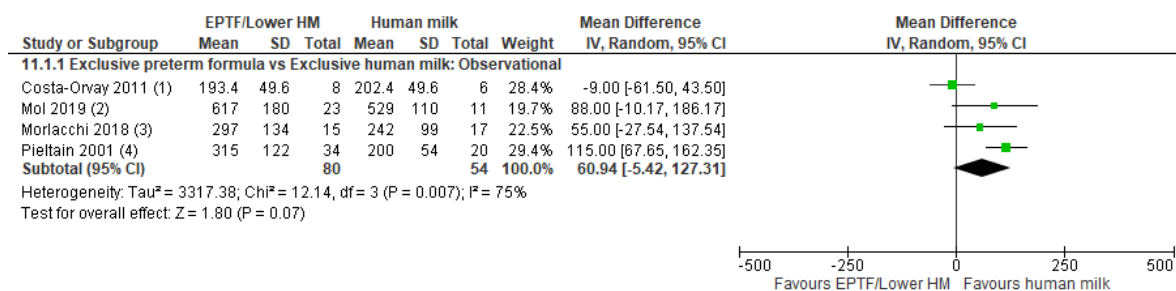 EPTF/Lower HM Human milk Mean Difference Mean Difference
Study or Subgroup Mean SD Total Mean SD Total Weight IV, Random, 95% CI IV, Random, 95% CI
11.1.1 Exclusive preterm formula vs Exclusive human milk: Observational
Costa-Orvay 2011 (1) 193.4 49.6 8 202.4 49.6 6 28.4% -9.00 [-61.50, 43.50]
Mol 2019 (2) 617 180 23 529 110 11 19.7% 88.00 [-10.17, 186.17]
Morlacchi 2018 (3) 297 134 15 242 99 17 22.5% 55.00 [-27.54, 137.54]
Pieltain 2001 (4) 315 122 34 200 54 20 29.4% 115.00 [67.65, 162.35]
Subtotal (95% CI) 80 54 100.0% 60.94 [-5.42, 127.31]
Heterogeneity: Tau² = 3317.38; Chi² = 12.14, df = 3 (P = 0.007); I² = 75%
Test for overall effect: Z = 1.80 (P = 0.07)
-500 -250 0 250 500
Favours EPTF/Lower HM Favours human milk